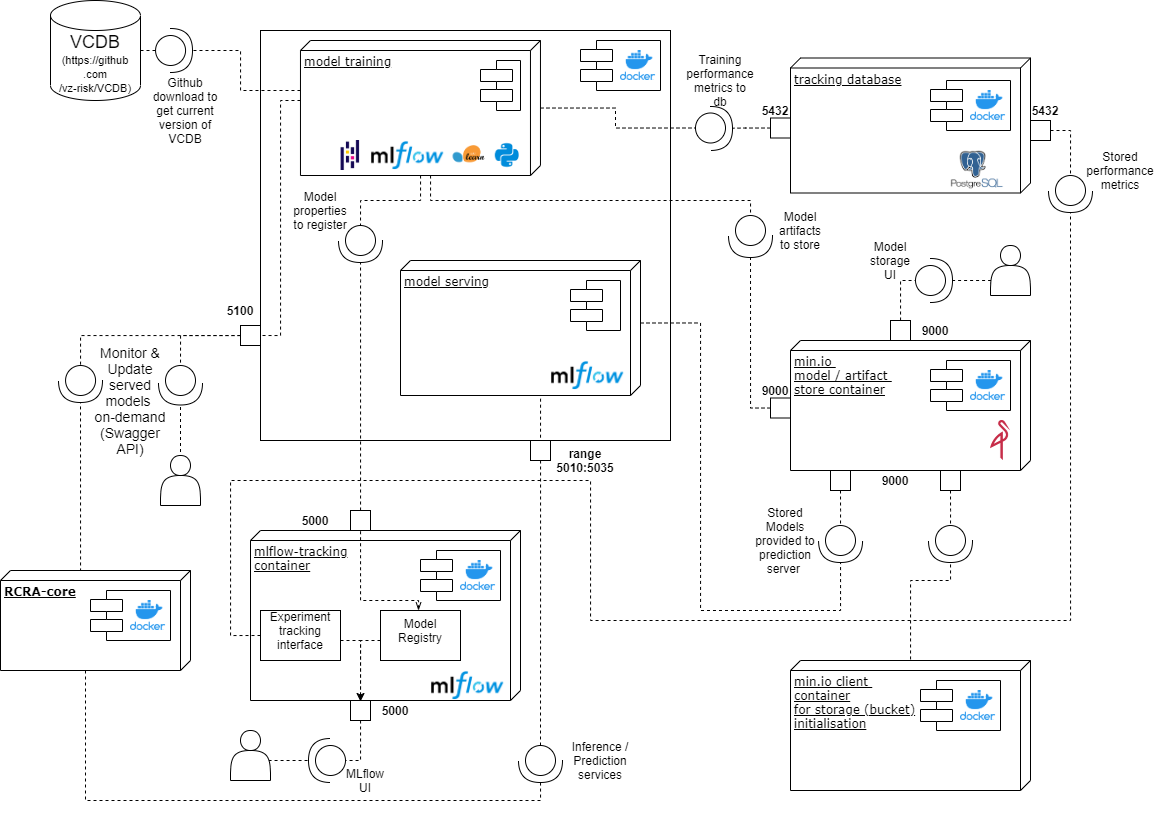 VCDB
(https://github
.com
/vz-risk/VCDB)
Github
download to
get current
version of
VCDB
model training
docker
mlflow
learn
Training
performance
metrics to
db
5432
tracking database
docker
PostgreSQL
5432
Stored
performance
metrics
Model
properties
to register
Model
artifacts
to store
model serving
mlflow
Model
storage
UI
9000
5100
Monitor &
Update
served
models
on-demand
(Swagger
API)
9000
min.io
model / artifact
store container
docker
range
5010:5035
9000
Stored
Models
provided to
prediction
server
5000
mlflow-tracking
container
docker
Experiment
tracking
interface
Model
Registry
mlflow
5000
RCRA-core
docker
MLflow
UI
Inference /
Prediction
services
min.io client
container
for storage (bucket)
initialisation
docker